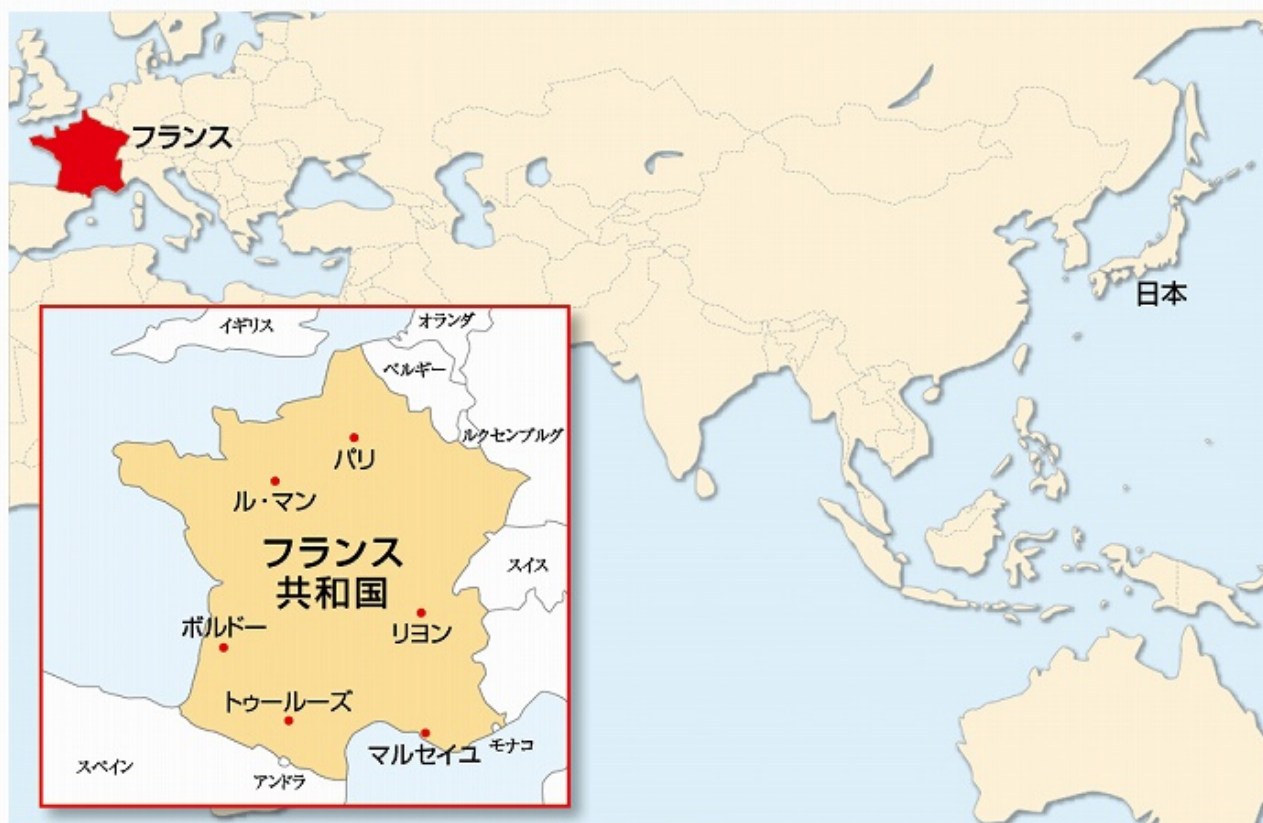 フランス
日本
イギリス
オランダ
ベルギー
ルクセンブルグ
パリ
ル・マン
フランス
共和国
スイス
ボルドー
リヨン
トゥールーズ
マルセイユ
モナコ
スペイン
アンドラ